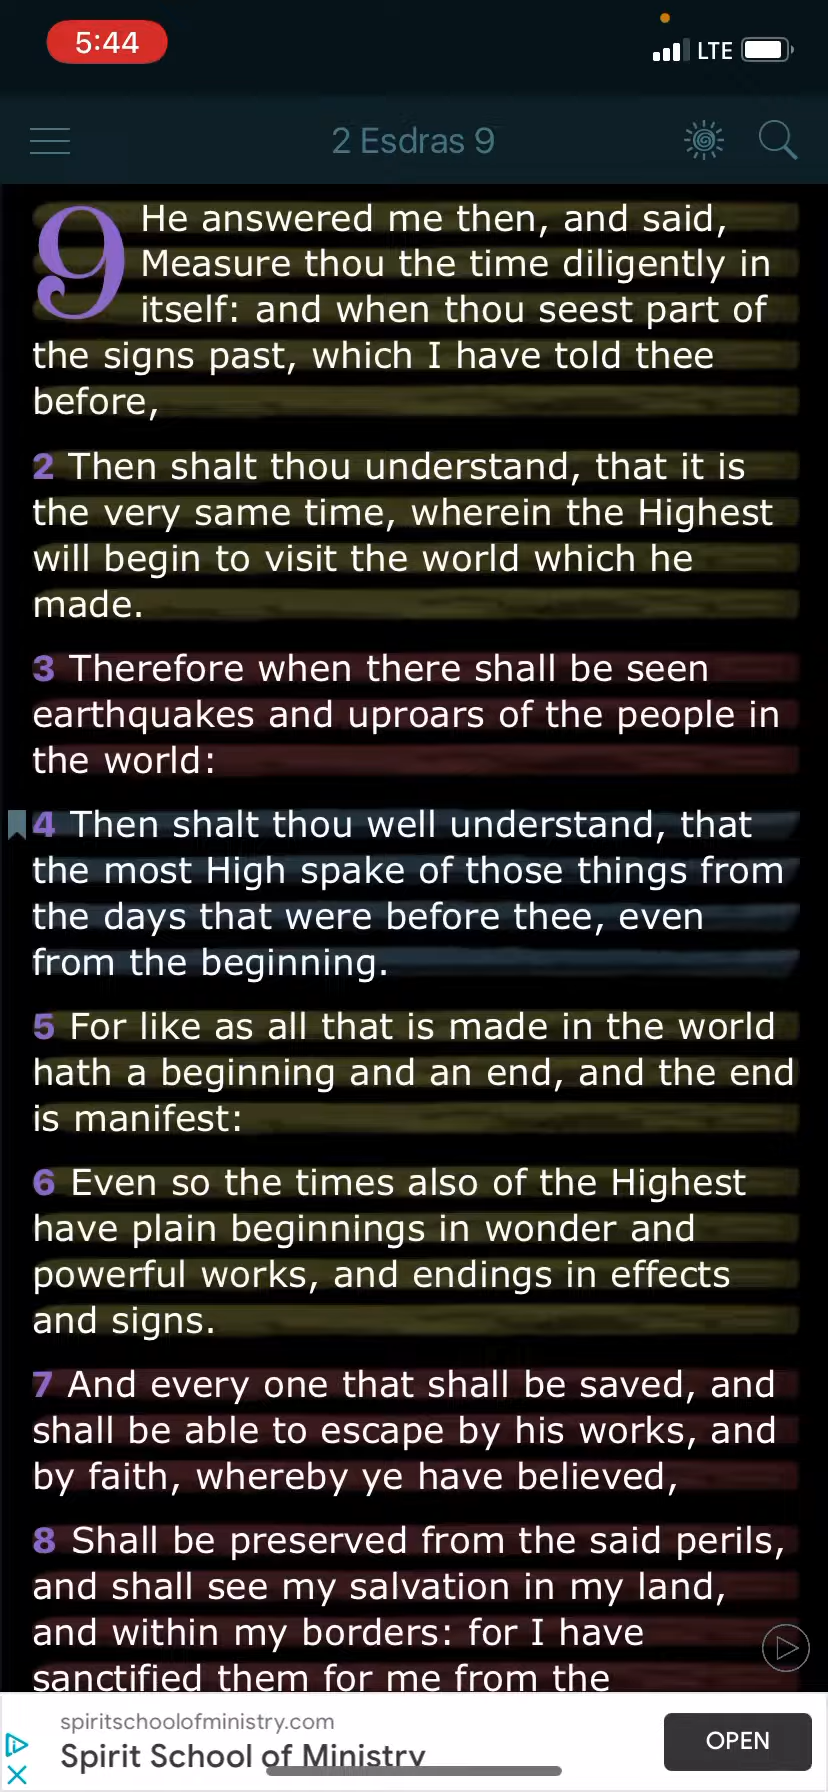 5:44
LTE
2 Esdras 9
9 He answered me then, and said,
Measure thou the time diligently in
itself: and when thou seest part of
the signs past, which I have told thee
before,
2 Then shalt thou understand, that it is
the very same time, wherein the Highest
will begin to visit the world which he
made.
3 Therefore when there shall be seen
earthquakes and uproars of the people in
the world:
4 Then shalt thou well understand, that
the most High spake of those things from
the days that were before thee, even
from the beginning.
5 For like as all that is made in the world
hath a beginning and an end, and the end
is manifest:
6 Even so the times also of the Highest
have plain beginnings in wonder and
powerful works, and endings in effects
and signs.
7 And every one that shall be saved, and
shall be able to escape by his works, and
by faith, whereby ye have believed,
8 Shall be preserved from the said perils,
and shall see my salvation in my land,
and within my borders: for I have
sanctified them for me from the
spiritschoolofministry.com
Spirit School of Ministry
OPEN